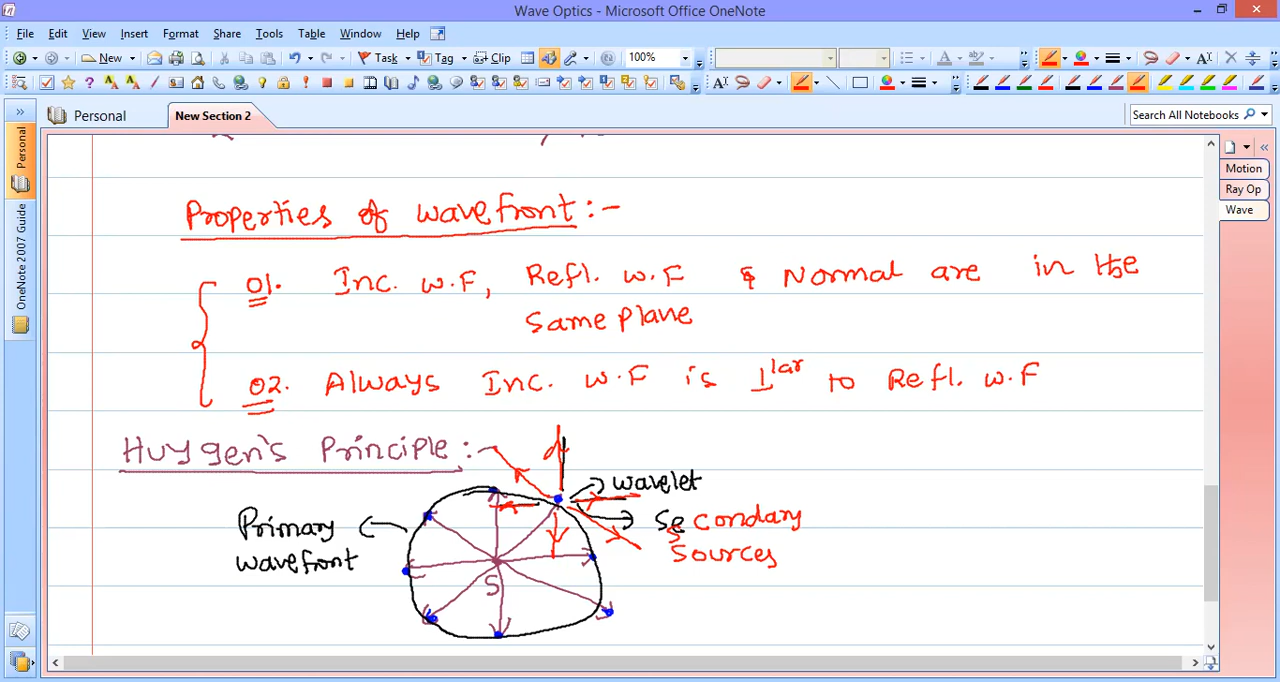 Wave Optics - Microsoft Office OneNote
File Edit View Insert Format Share Tools Table Window Help
New Task Tag Clip 100%
Personal New Section 2 Search All Notebooks
Personal
OneNote 2007 Guide
Motion
Ray Op
Wave
Properties of wavefront:-
01. Inc. W.F, Refl. W.F & Normal are in the
Same plane
02. Always Inc. W.F is ⊥lar to Refl. W.F
Huygen's Principle:-
wavelet
Primary
wavefront
Secondary
Sources
S